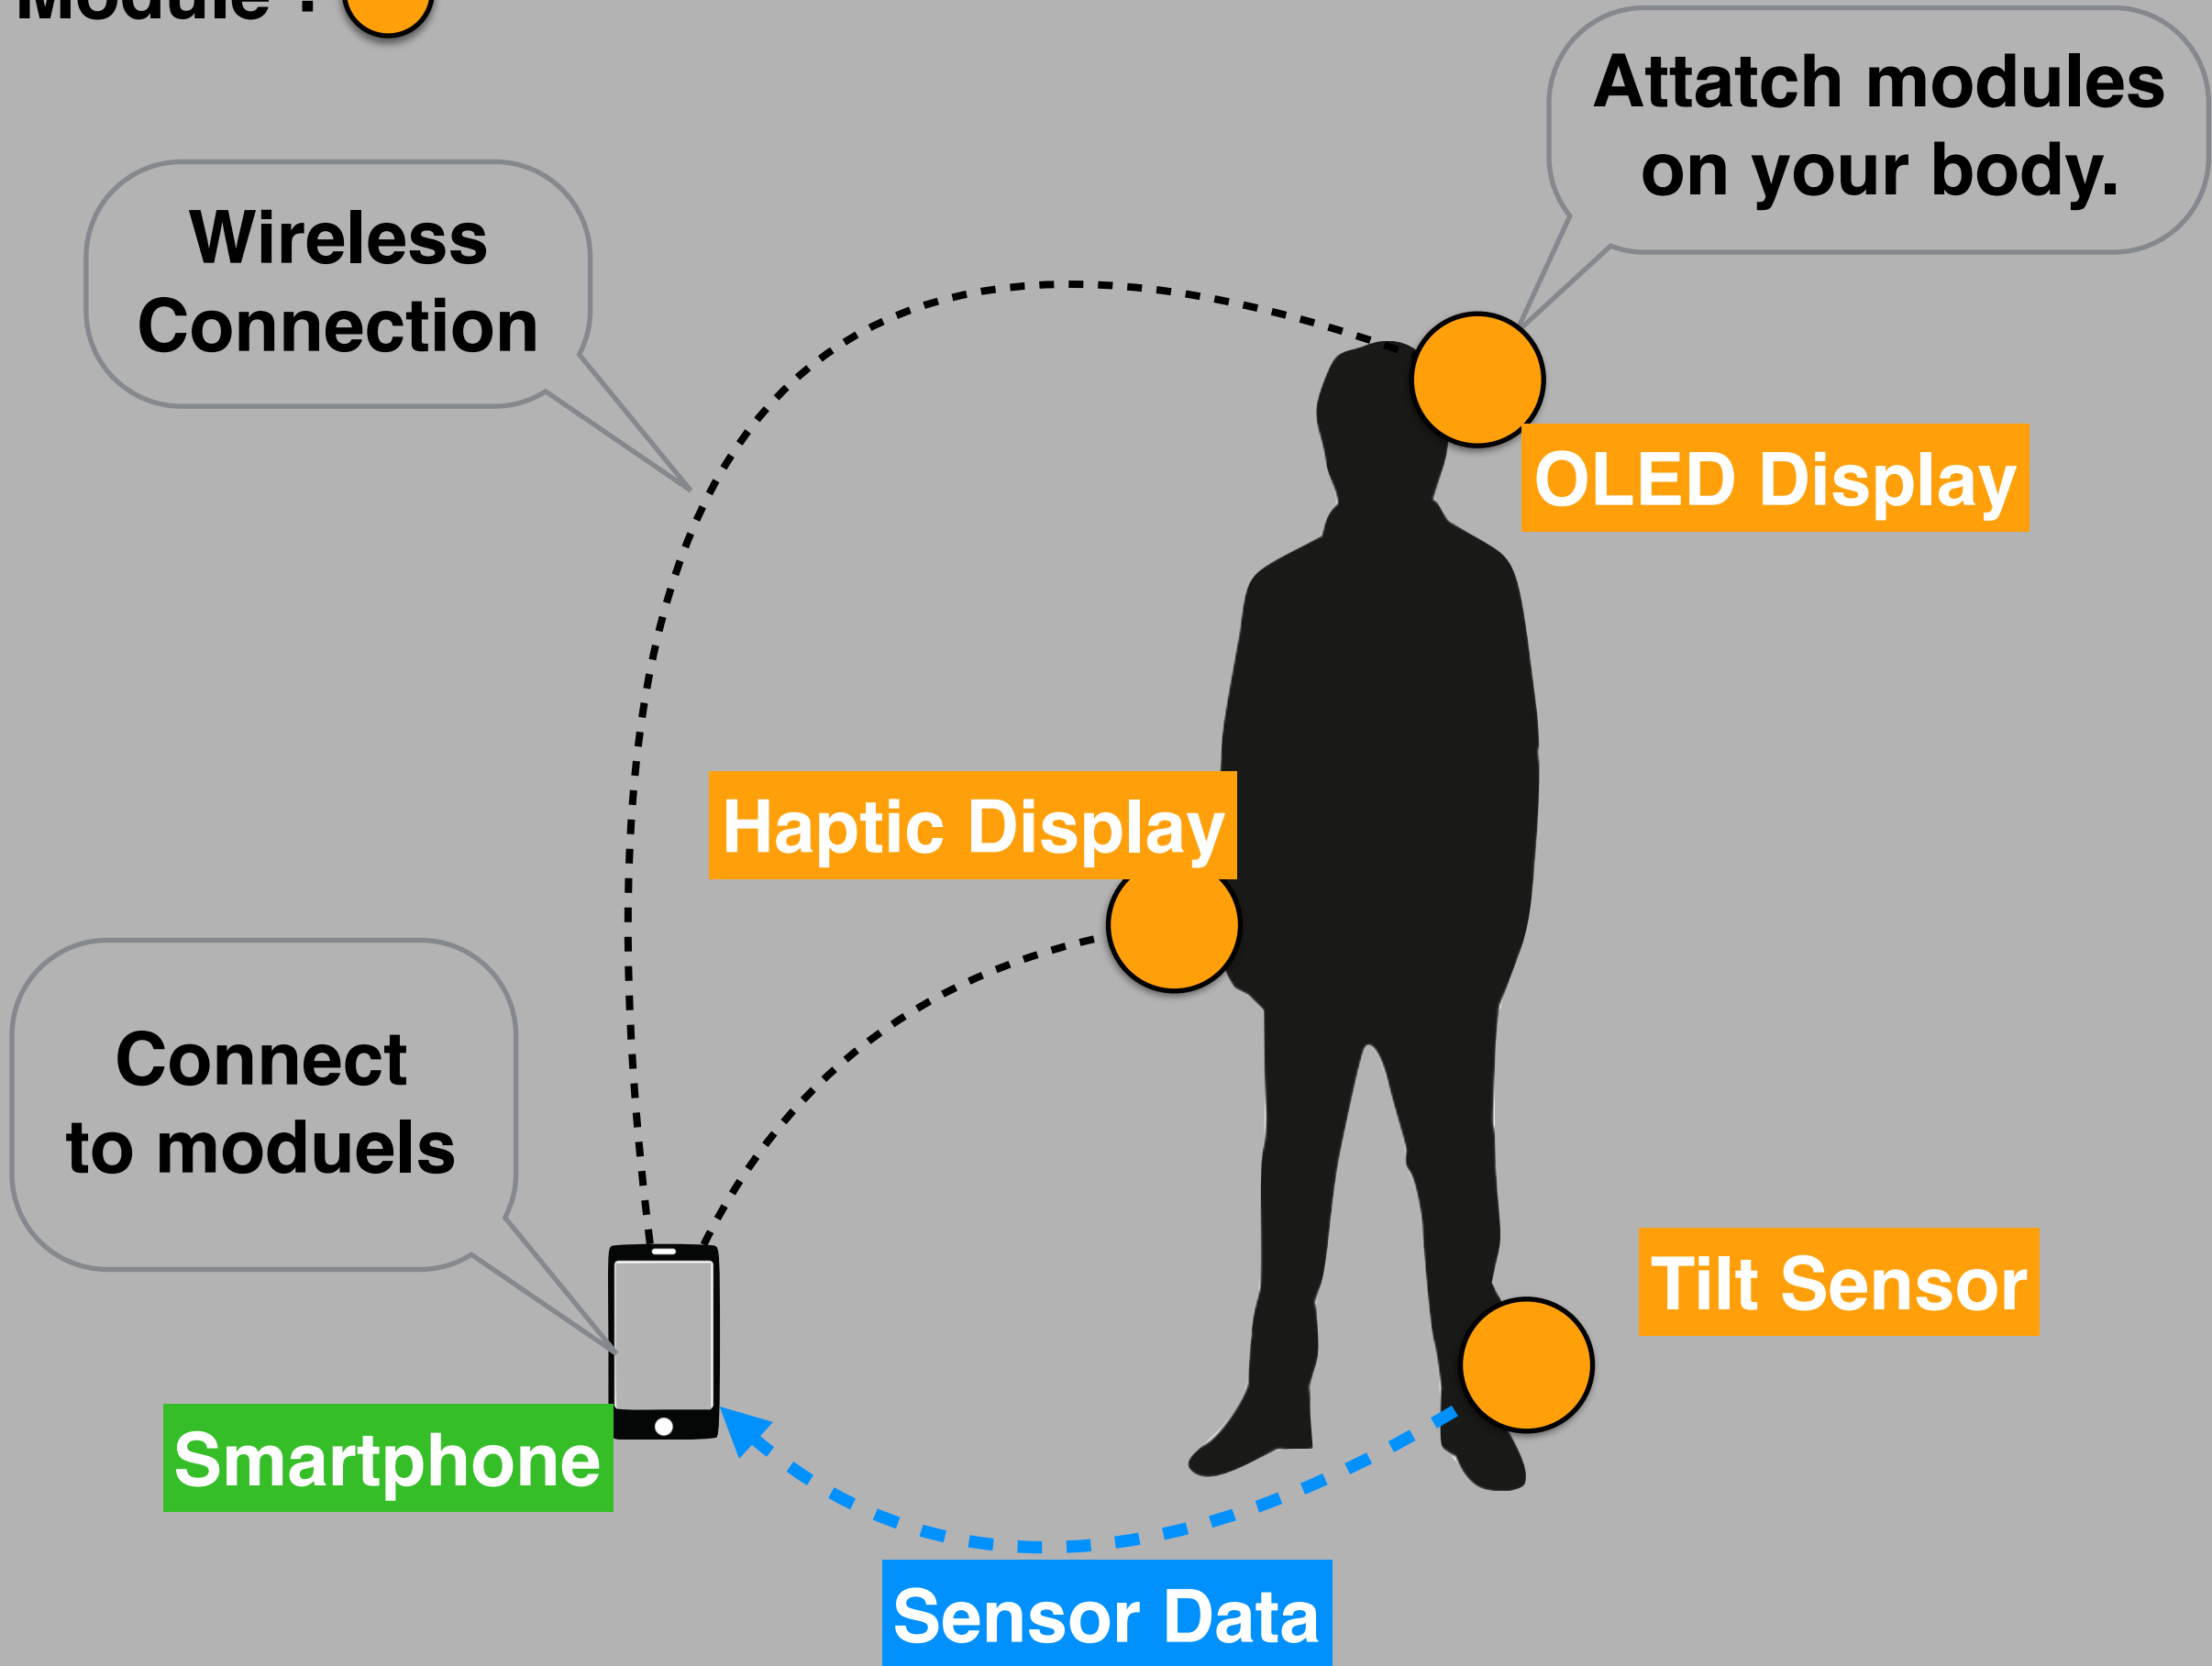 Module :
Attatch modules
on your body.
Wireless
Connection
OLED Display
Haptic Display
Connect
to moduels
Tilt Sensor
Smartphone
Sensor Data